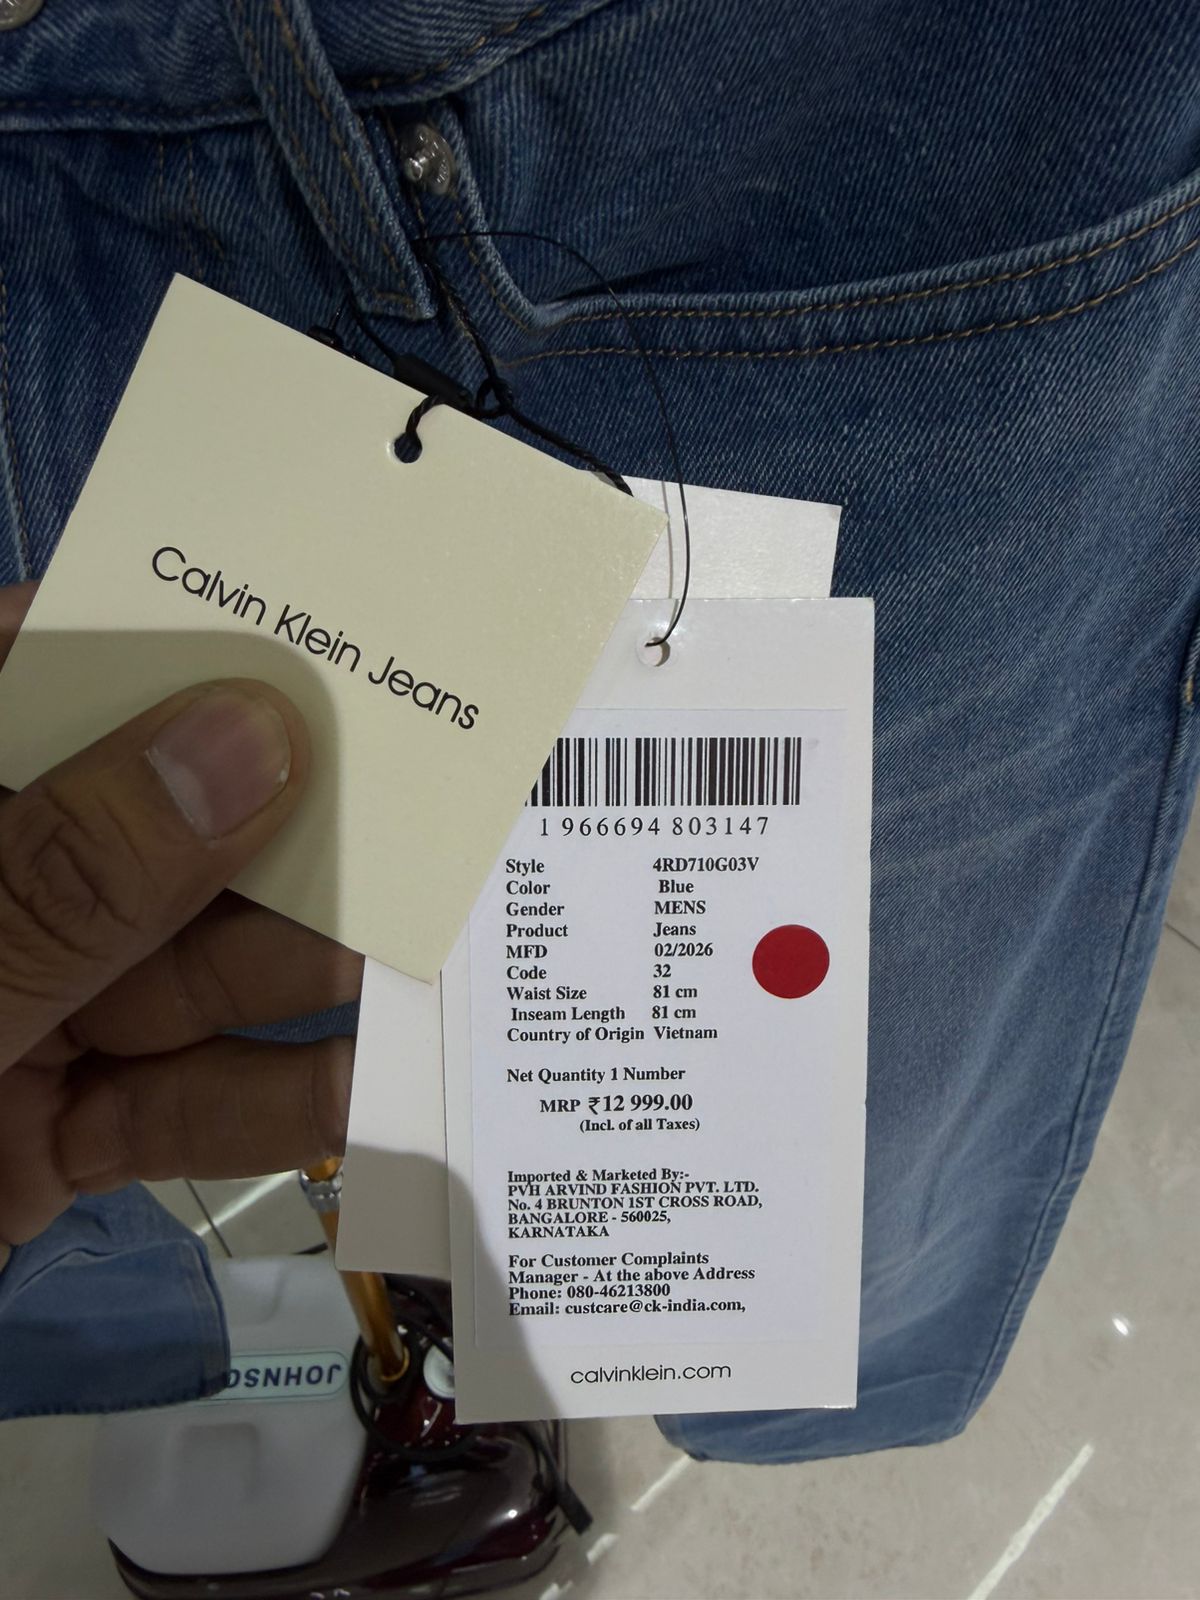 Calvin Klein Jeans
1 966694 803147
Style 4RD710G03V
Color Blue
Gender MENS
Product Jeans
MFD 02/2026
Code 32
Waist Size 81 cm
Inseam Length 81 cm
Country of Origin Vietnam
Net Quantity 1 Number
MRP ₹12 999.00
(Incl. of all Taxes)
Imported & Marketed By:-
PVH ARVIND FASHION PVT. LTD.
No. 4 BRUNTON 1ST CROSS ROAD,
BANGALORE - 560025,
KARNATAKA
For Customer Complaints
Manager - At the above Address
Phone: 080-46213800
Email: custcare@ck-india.com,
calvinklein.com
JOHNSO